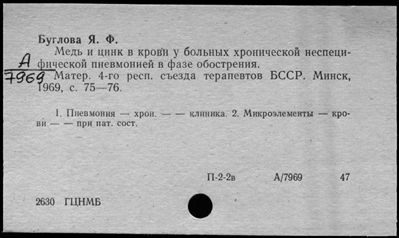 Буглова Я. Ф.
Медь и цинк в крови у больных хронической неспеци-
фической пневмонией в фазе обострения.
А
7969
Матер. 4-го респ. съезда терапевтов БССР. Минск,
1969, с. 75—76.
1. Пневмония — хрон. — — клиника. 2. Микроэлементы — кро-
ви — — при пат. сост.
П-2-2в А/7969 47
2630 ГЦНМБ